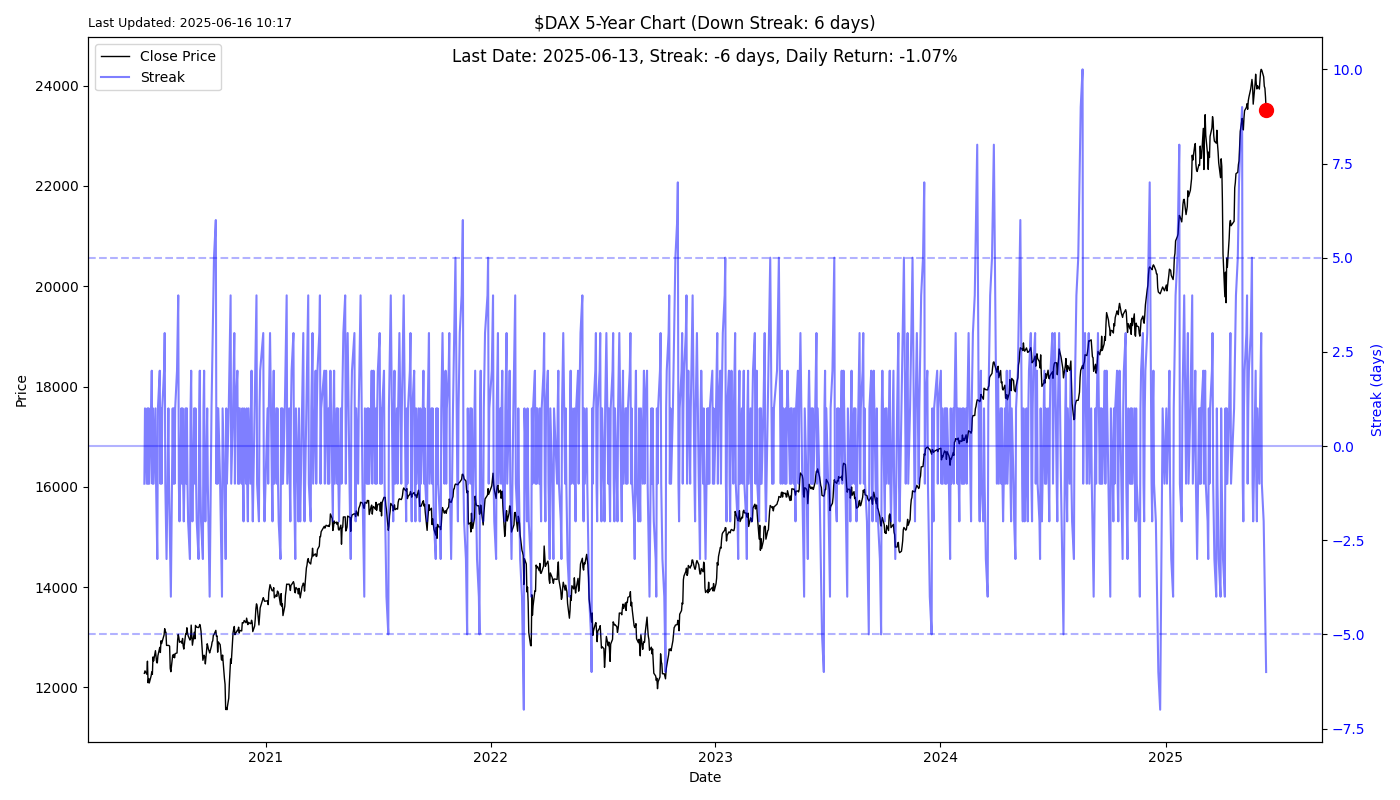 Last Updated: 2025-06-16 10:17
$DAX 5-Year Chart (Down Streak: 6 days)
Last Date: 2025-06-13, Streak: -6 days, Daily Return: -1.07%
Close Price
Streak
24000
22000
20000
18000
16000
14000
12000
Price
10.0
7.5
5.0
2.5
0.0
−2.5
−5.0
−7.5
Streak (days)
2021
2022
2023
2024
2025
Date